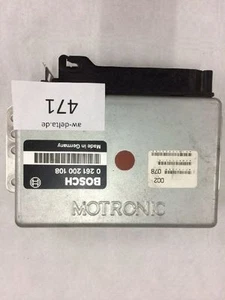 aw-delta.de
471
BOSCH
0 261 200 108
Made in Germany
002
078
MOTRONIC